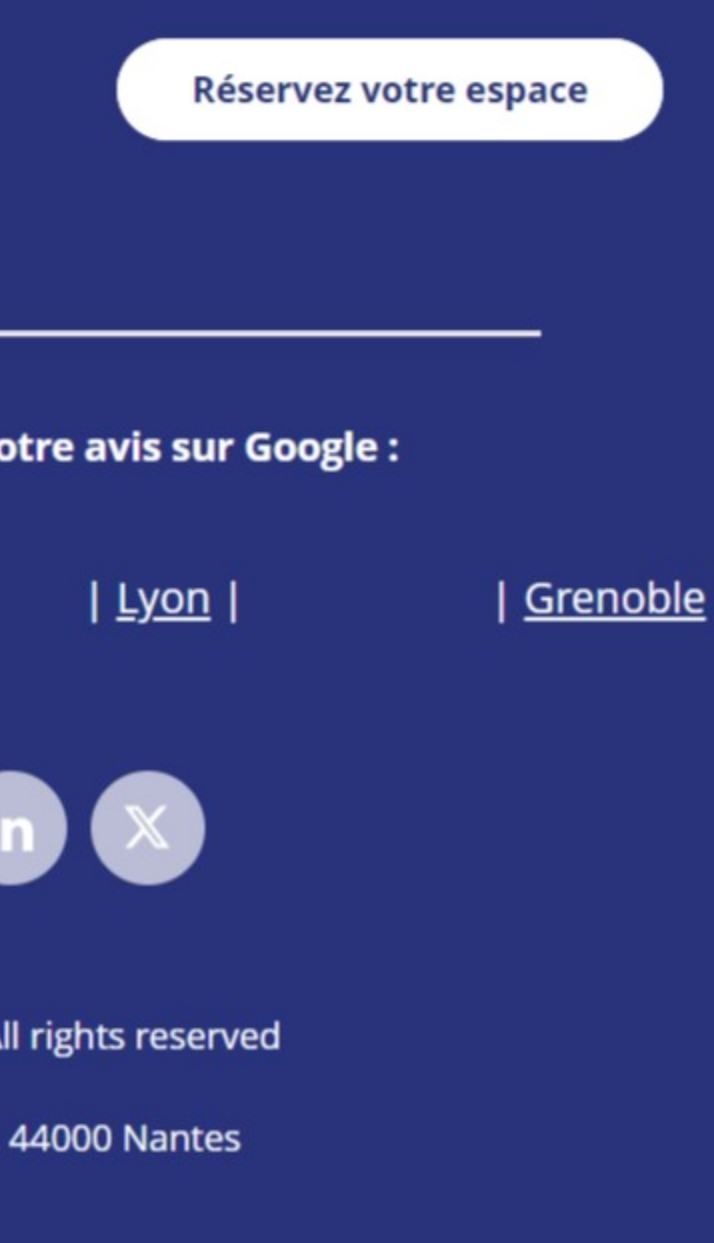 Réservez votre espace
otre avis sur Google :
| Lyon | | Grenoble
n 𝕏
ll rights reserved
44000 Nantes